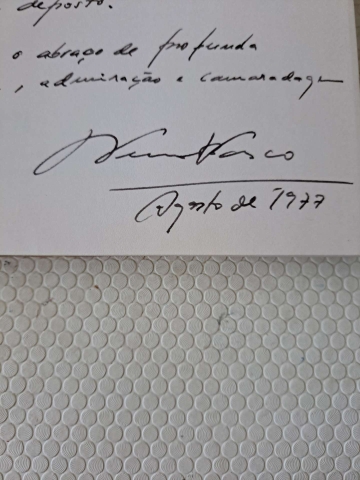 deposto.
o abraço de profunda
, admiração e camaradagem
Agosto de 1977